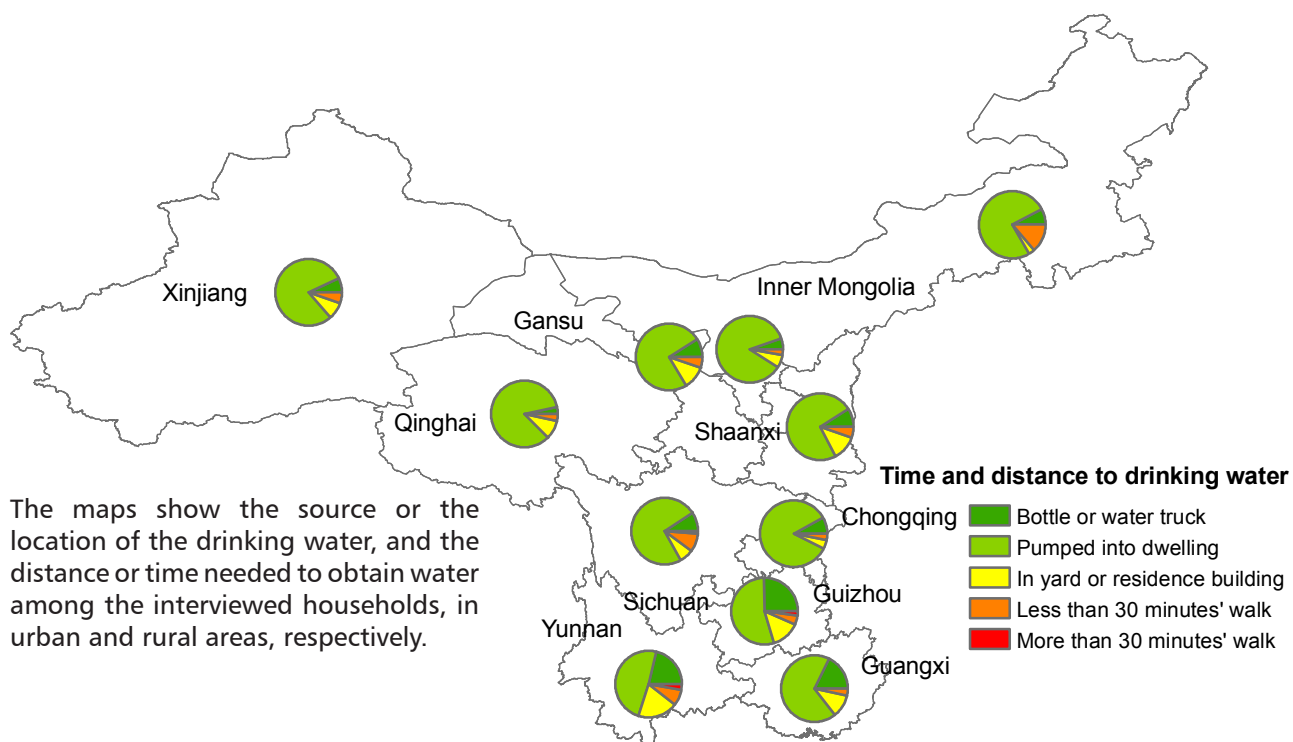 Xinjiang
Inner Mongolia
Gansu
Qinghai
Shaanxi
Time and distance to drinking water
Bottle or water truck
Pumped into dwelling
In yard or residence building
Less than 30 minutes' walk
More than 30 minutes' walk
The maps show the source or the
location of the drinking water, and the
distance or time needed to obtain water
among the interviewed households, in
urban and rural areas, respectively.
Chongqing
Sichuan
Guizhou
Yunnan
Guangxi